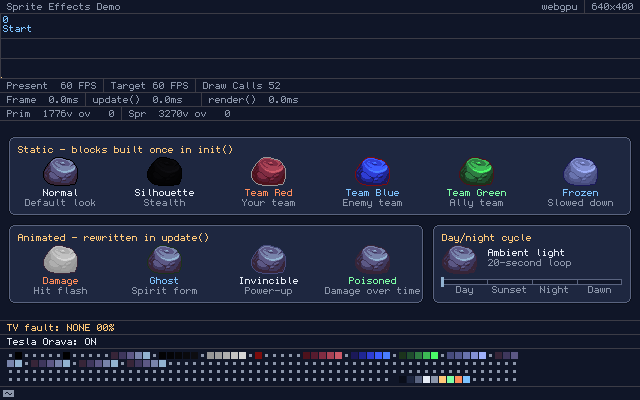 Sprite Effects Demo webgpu 640x400
0
Start
Present 60 FPS Target 60 FPS Draw Calls 52
Frame 0.0ms update() 0.0ms render() 0.0ms
Prim 1776v ov 0 Spr 3270v ov 0
Static - blocks built once in init()
Normal Silhouette Team Red Team Blue Team Green Frozen
Default look Stealth Your team Enemy team Ally team Slowed down
Animated - rewritten in update()
Damage Ghost Invincible Poisoned
Hit flash Spirit form Power-up Damage over time
Day/night cycle
Ambient light
20-second loop
Day Sunset Night Dawn
TV fault: NONE 00%
Tesla Orava: ON